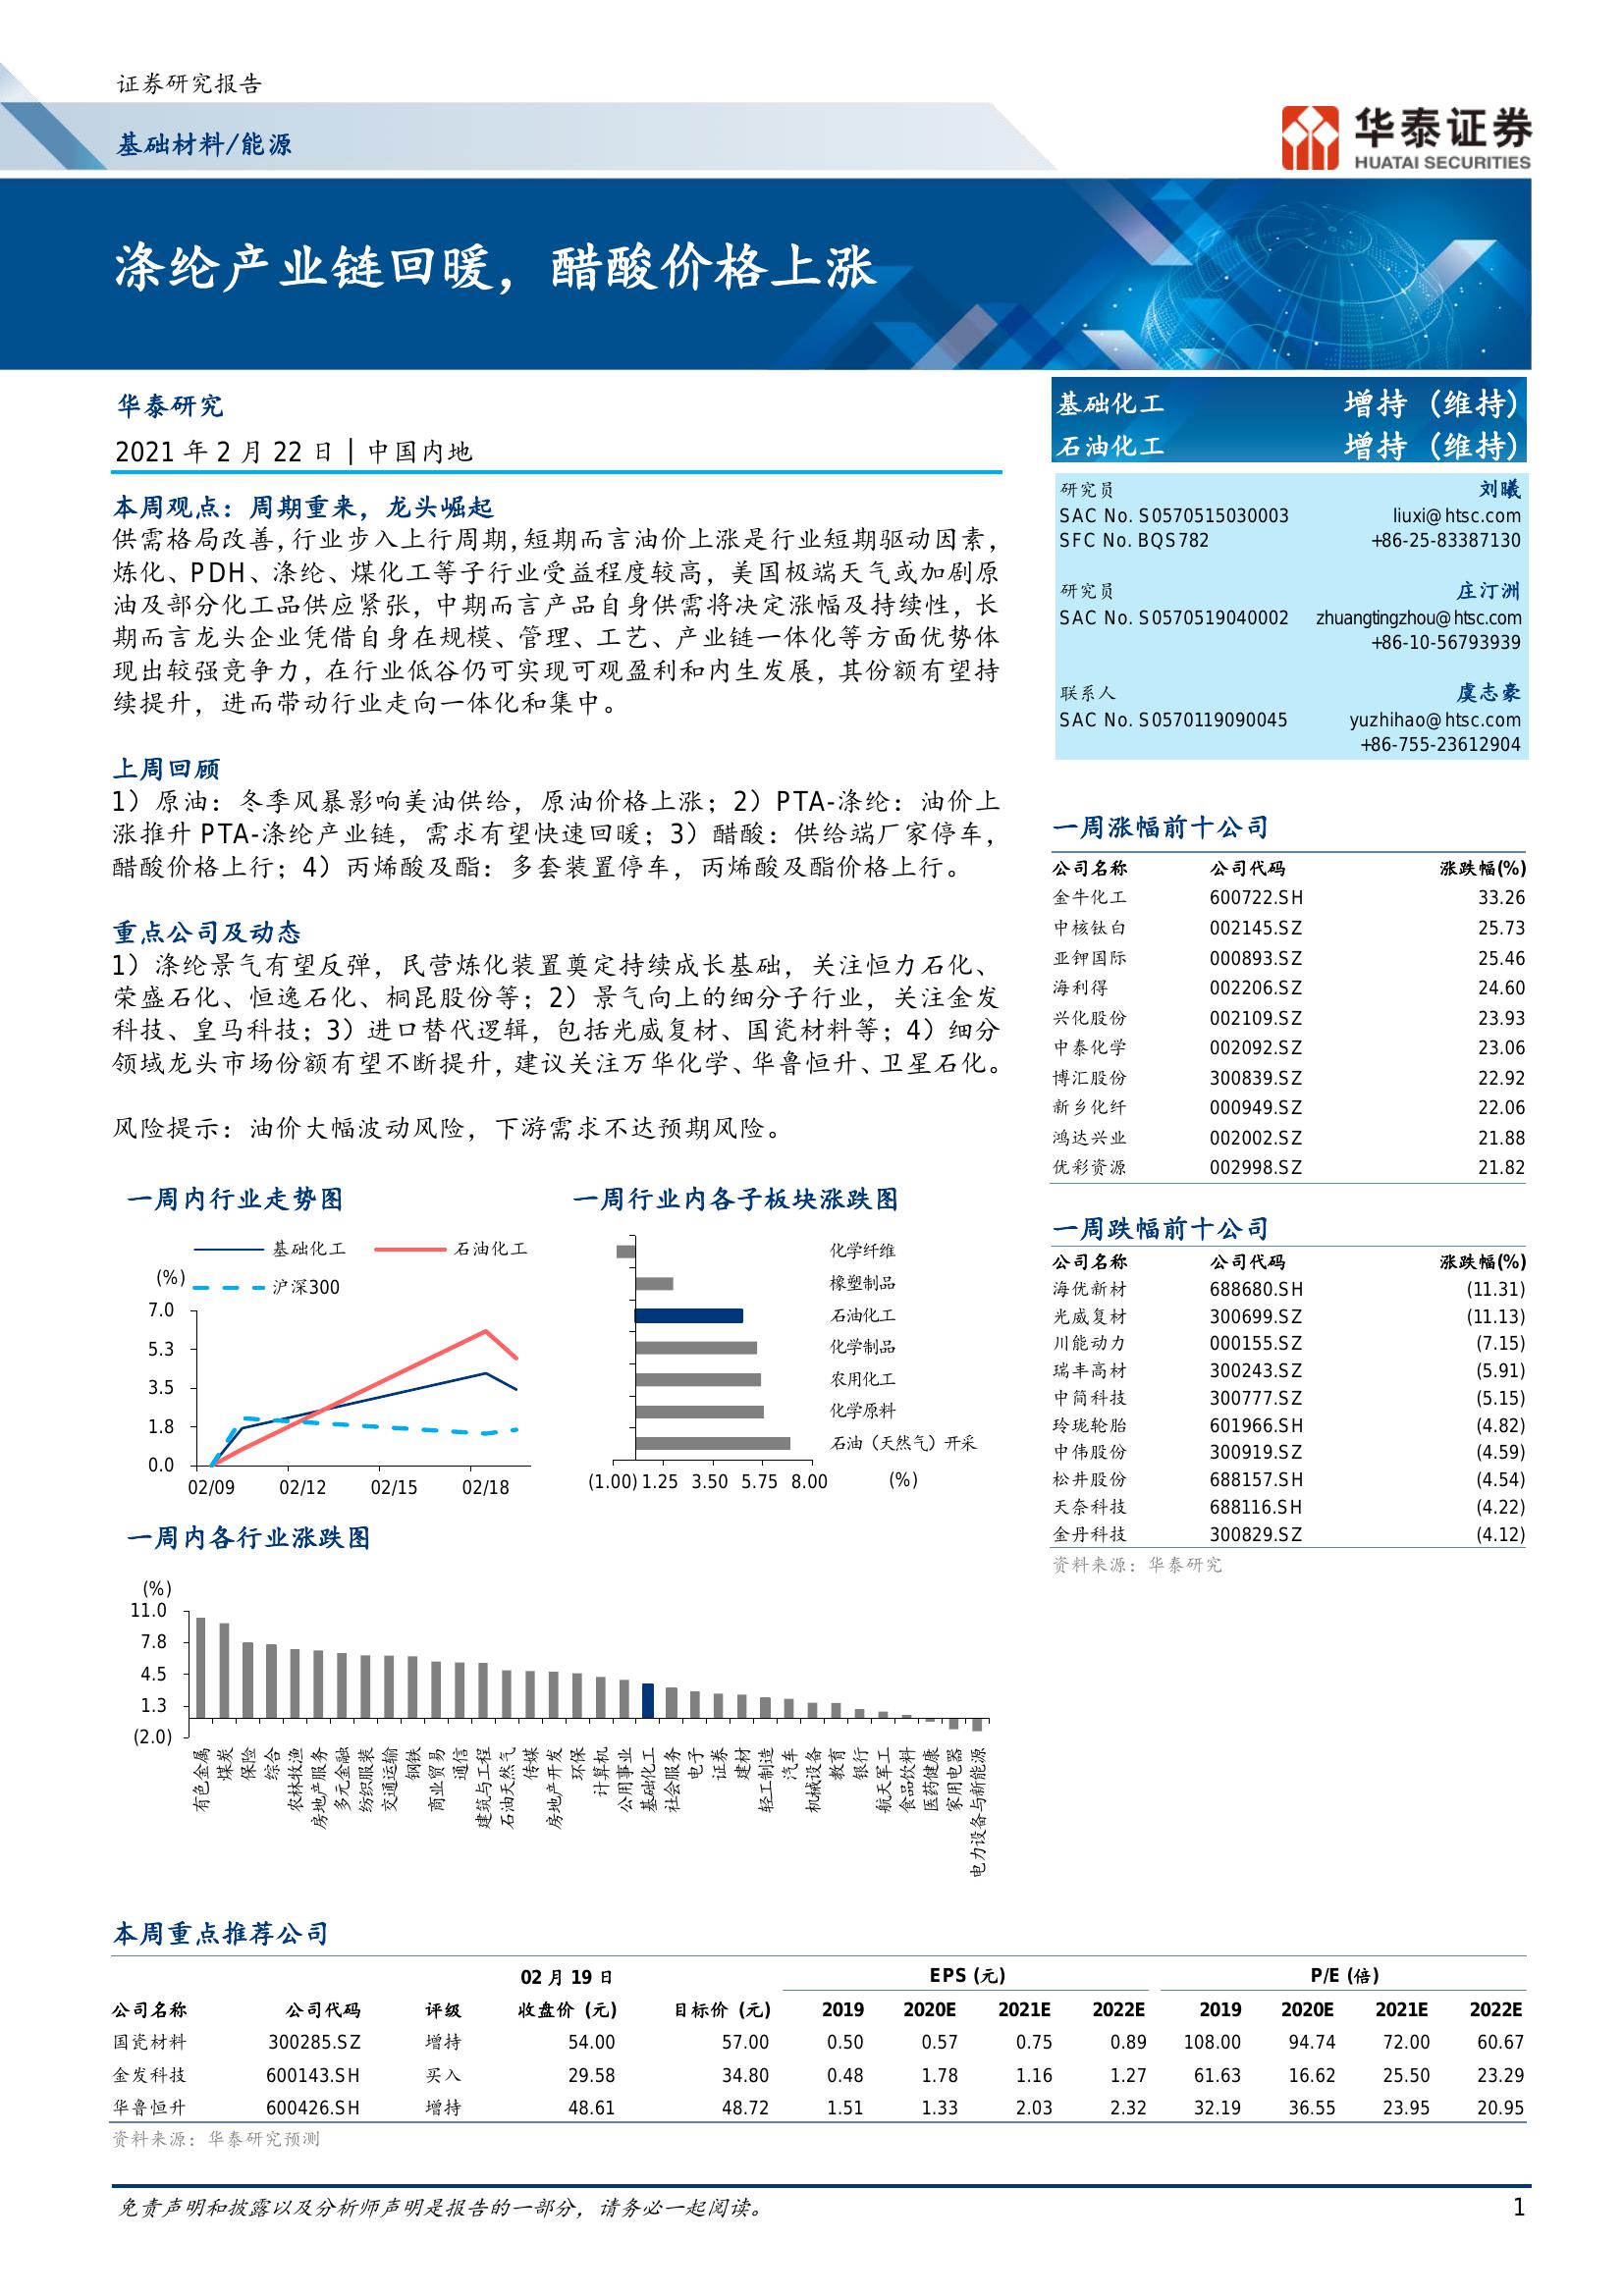 证券研究报告
基础材料/能源
华泰证券
HUATAI SECURITIES
涤纶产业链回暖，醋酸价格上涨
华泰研究
2021 年 2 月 22 日 | 中国内地
本周观点：周期重来，龙头崛起
供需格局改善，行业步入上行周期，短期而言油价上涨是行业短期驱动因素，
炼化、PDH、涤纶、煤化工等子行业受益程度较高，美国极端天气或加剧原
油及部分化工品供应紧张，中期而言产品自身供需将决定涨幅及持续性，长
期而言龙头企业凭借自身在规模、管理、工艺、产业链一体化等方面优势体
现出较强竞争力，在行业低谷仍可实现可观盈利和内生发展，其份额有望持
续提升，进而带动行业走向一体化和集中。
上周回顾
1）原油：冬季风暴影响美油供给，原油价格上涨；2）PTA-涤纶：油价上
涨推升 PTA-涤纶产业链，需求有望快速回暖；3）醋酸：供给端厂家停车，
醋酸价格上行；4）丙烯酸及酯：多套装置停车，丙烯酸及酯价格上行。
重点公司及动态
1）涤纶景气有望反弹，民营炼化装置奠定持续成长基础，关注恒力石化、
荣盛石化、恒逸石化、桐昆股份等；2）景气向上的细分子行业，关注金发
科技、皇马科技；3）进口替代逻辑，包括光威复材、国瓷材料等；4）细分
领域龙头市场份额有望不断提升，建议关注万华化学、华鲁恒升、卫星石化。
风险提示：油价大幅波动风险，下游需求不达预期风险。
一周内行业走势图
基础化工 石油化工
沪深300
(%)
7.0
5.3
3.5
1.8
0.0
02/09 02/12 02/15 02/18
一周行业内各子板块涨跌图
化学纤维
橡塑制品
石油化工
化学制品
农用化工
化学原料
石油（天然气）开采
(1.00) 1.25 3.50 5.75 8.00 (%)
一周内各行业涨跌图
(%)
11.0
7.8
4.5
1.3
(2.0)
有色金属
煤炭
保险
综合
农林牧渔
房地产服务
多元金融
纺织服装
交通运输
钢铁
商业贸易
通信
建筑与工程
石油天然气
传媒
房地产开发
环保
计算机
公用事业
基础化工
社会服务
电子
证券
建材
轻工制造
汽车
机械设备
教育
银行
航天军工
食品饮料
医药健康
家用电器
电力设备与新能源
基础化工 增持（维持）
石油化工 增持（维持）
研究员 刘曦
SAC No. S0570515030003 liuxi@htsc.com
SFC No. BQS782 +86-25-83387130
研究员 庄汀洲
SAC No. S0570519040002 zhuangtingzhou@htsc.com
+86-10-56793939
联系人 虞志豪
SAC No. S0570119090045 yuzhihao@htsc.com
+86-755-23612904
一周涨幅前十公司
公司名称 公司代码 涨跌幅(%)
金牛化工 600722.SH 33.26
中核钛白 002145.SZ 25.73
亚钾国际 000893.SZ 25.46
海利得 002206.SZ 24.60
兴化股份 002109.SZ 23.93
中泰化学 002092.SZ 23.06
博汇股份 300839.SZ 22.92
新乡化纤 000949.SZ 22.06
鸿达兴业 002002.SZ 21.88
优彩资源 002998.SZ 21.82
一周跌幅前十公司
公司名称 公司代码 涨跌幅(%)
海优新材 688680.SH (11.31)
光威复材 300699.SZ (11.13)
川能动力 000155.SZ (7.15)
瑞丰高材 300243.SZ (5.91)
中简科技 300777.SZ (5.15)
玲珑轮胎 601966.SH (4.82)
中伟股份 300919.SZ (4.59)
松井股份 688157.SH (4.54)
天奈科技 688116.SH (4.22)
金丹科技 300829.SZ (4.12)
资料来源：华泰研究
本周重点推荐公司
02 月 19 日 EPS (元) P/E (倍)
公司名称 公司代码 评级 收盘价 (元) 目标价 (元) 2019 2020E 2021E 2022E 2019 2020E 2021E 2022E
国瓷材料 300285.SZ 增持 54.00 57.00 0.50 0.57 0.75 0.89 108.00 94.74 72.00 60.67
金发科技 600143.SH 买入 29.58 34.80 0.48 1.78 1.16 1.27 61.63 16.62 25.50 23.29
华鲁恒升 600426.SH 增持 48.61 48.72 1.51 1.33 2.03 2.32 32.19 36.55 23.95 20.95
资料来源：华泰研究预测
免责声明和披露以及分析师声明是报告的一部分，请务必一起阅读。 1